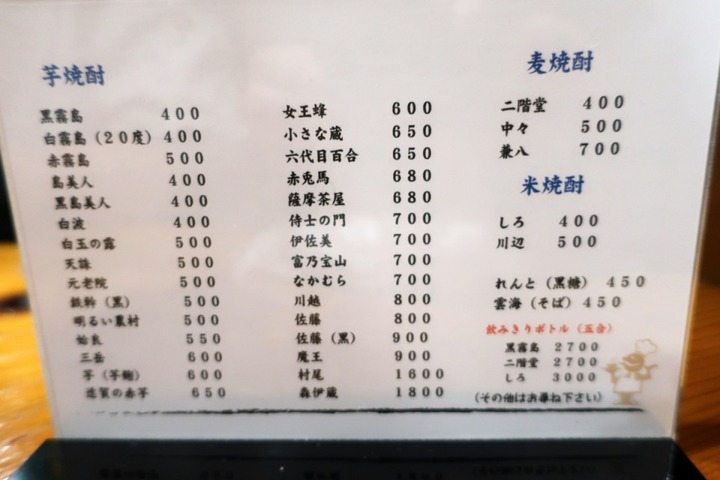 芋焼酎
黒霧島 400
白霧島（20度）400
赤霧島 500
島美人 400
黒島美人 400
白波 400
白玉の露 500
天誅 500
元老院 500
鉄幹（黒） 500
明るい農村 500
姶良 550
三岳 600
芋（芋麹） 600
遠賀の赤芋 650
女王蜂 600
小さな蔵 650
六代目百合 650
赤兎馬 680
薩摩茶屋 680
侍士の門 700
伊佐美 700
富乃宝山 700
なかむら 700
川越 800
佐藤 800
佐藤（黒） 900
魔王 900
村尾 1600
森伊蔵 1800
麦焼酎
二階堂 400
中々 500
兼八 700
米焼酎
しろ 400
川辺 500
れんと（黒糖） 450
雲海（そば）450
飲みきりボトル（五合）
黒霧島 2700
二階堂 2700
しろ 3000
（その他はお尋ね下さい）